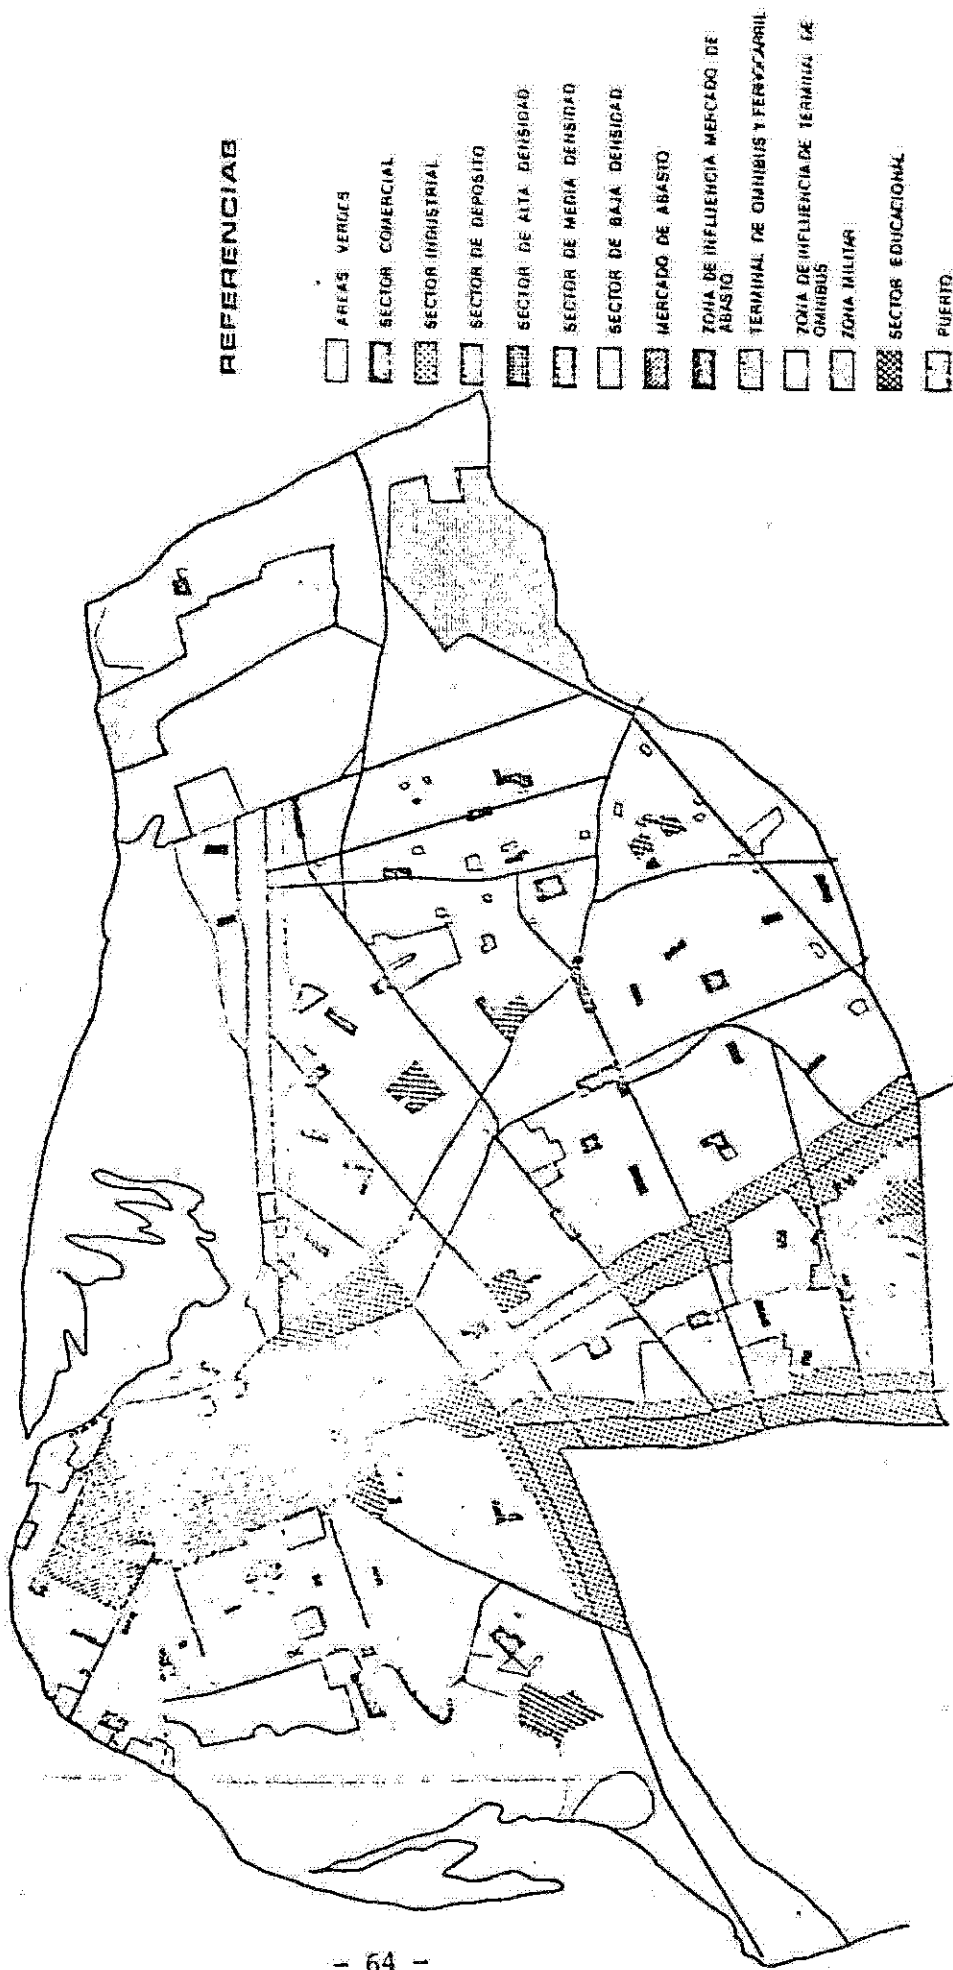 REFERENCIAS
AREAS VERDES
SECTOR COMERCIAL
SECTOR INDUSTRIAL
SECTOR DE DEPOSITO
SECTOR DE ALTA DENSIDAD
SECTOR DE MEDIA DENSIDAD
SECTOR DE BAJA DENSIDAD
MERCADO DE ABASTO
ZONA DE INFLUENCIA MERCADO DE
ABASTO
TERMINAL DE OMNIBUS Y FERROCARRIL
ZONA DE INFLUENCIA DE TERMINAL DE
OMNIBUS
ZONA MILITAR
SECTOR EDUCACIONAL
PUERTO
- 64 -